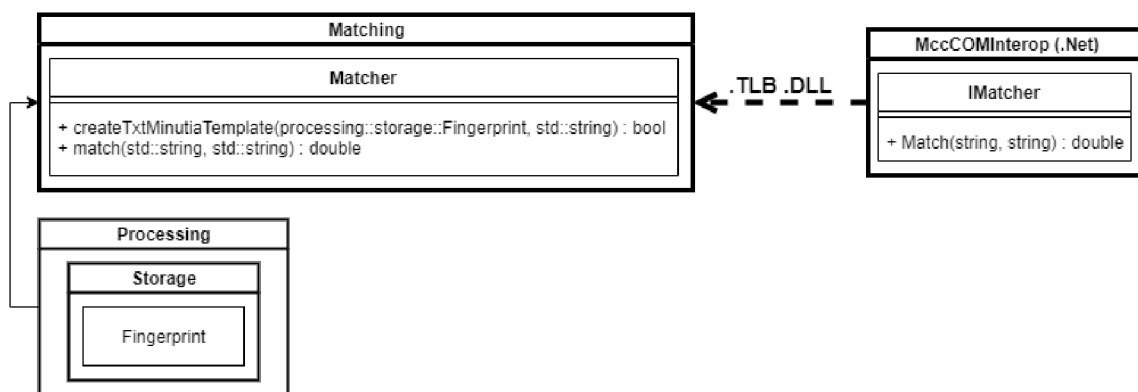 Matching
Matcher
+ createTxtMinutiaTemplate(processing::storage::Fingerprint, std::string) : bool
+ match(std::string, std::string) : double
.TLB .DLL
MccCOMInterop (.Net)
IMatcher
+ Match(string, string) : double
Processing
Storage
Fingerprint